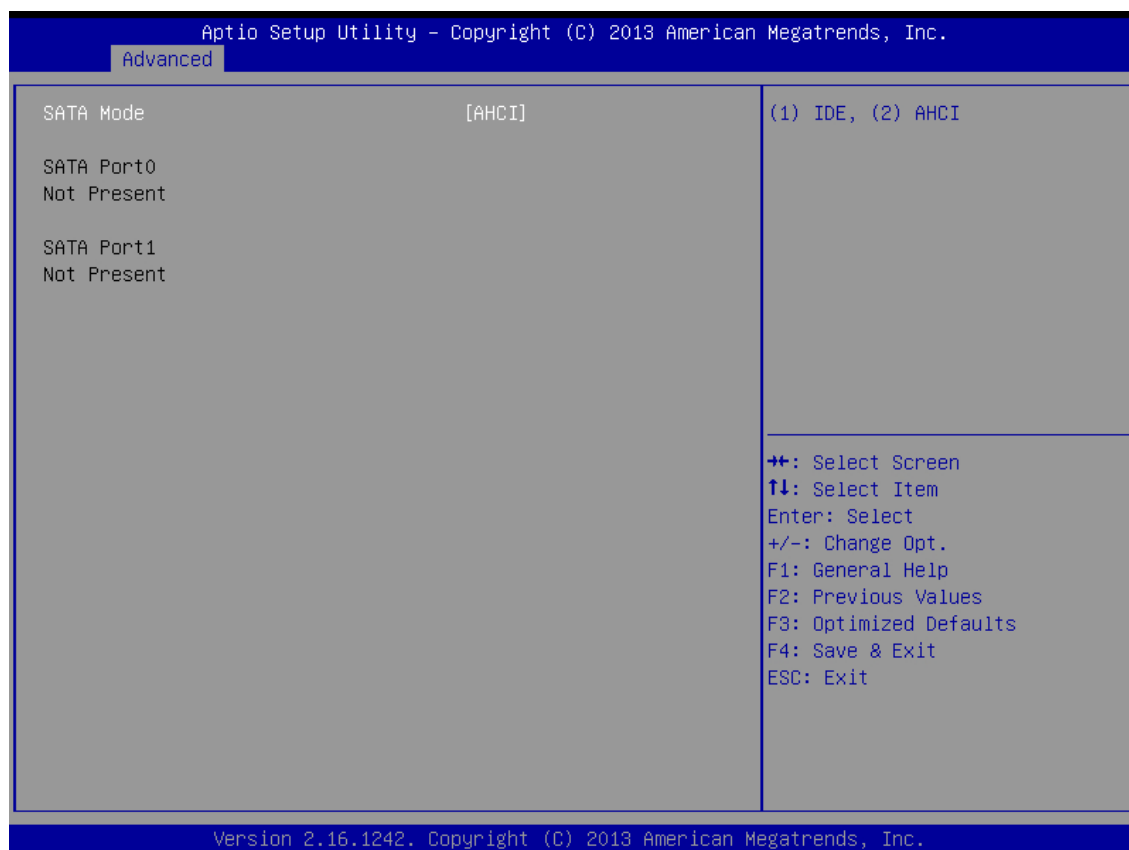 Aptio Setup Utility – Copyright (C) 2013 American Megatrends, Inc.
Advanced
SATA Mode [AHCI]
SATA Port0
Not Present
SATA Port1
Not Present
(1) IDE, (2) AHCI
→←: Select Screen
↑↓: Select Item
Enter: Select
+/-: Change Opt.
F1: General Help
F2: Previous Values
F3: Optimized Defaults
F4: Save & Exit
ESC: Exit
Version 2.16.1242. Copyright (C) 2013 American Megatrends, Inc.